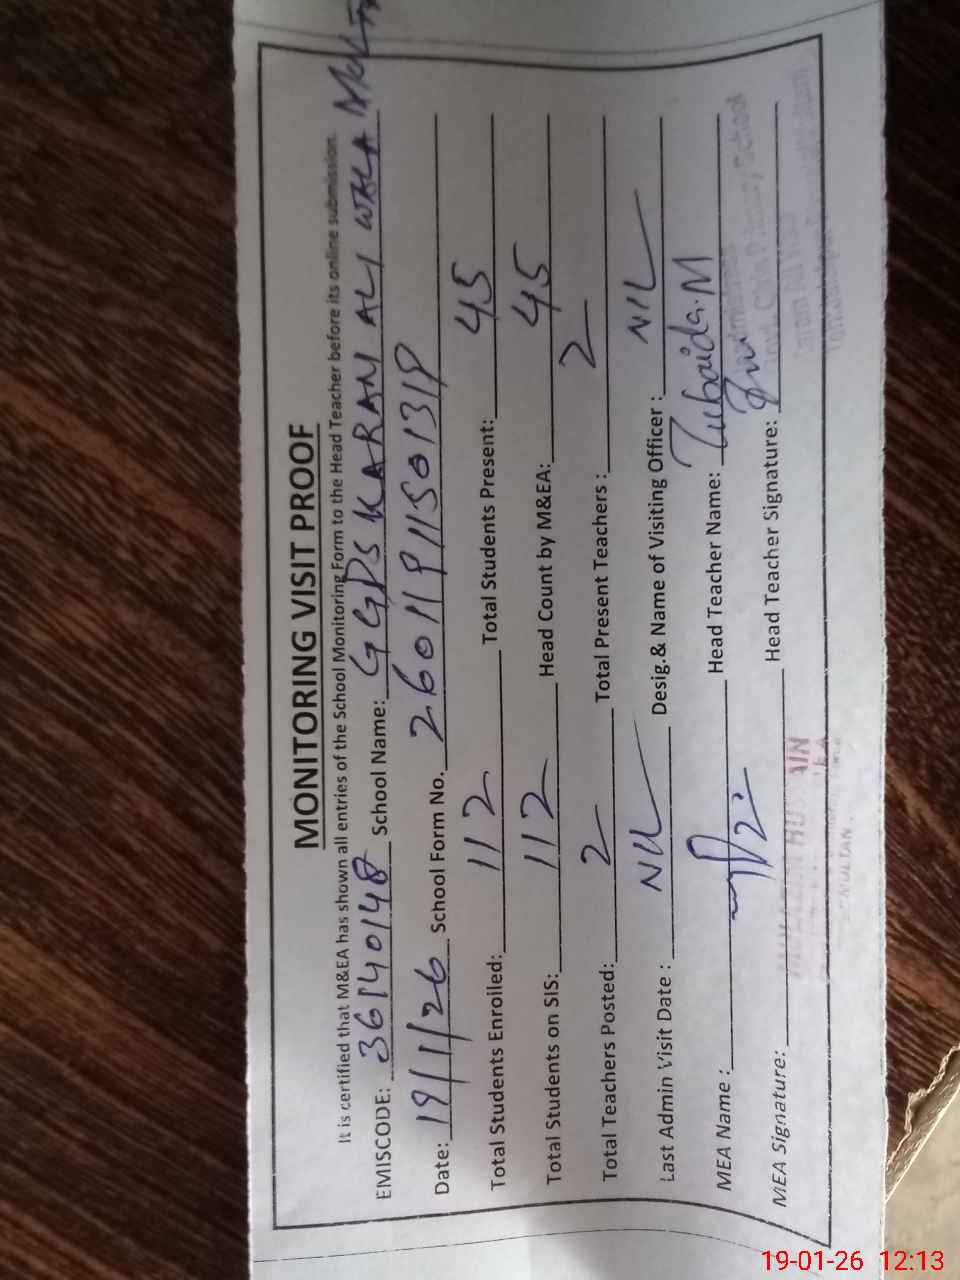 MONITORING VISIT PROOF
It is certified that M&EA has shown all entries of the School Monitoring Form to the Head Teacher before its online submission.
EMISCODE: 36140148 School Name: GGPS KARAM ALI WALA
Date: 19/1/26 School Form No. 26011911501319
Total Students Enrolled: 112 Total Students Present: 45
Total Students on SIS: 112 Head Count by M&EA: 45
Total Teachers Posted: 2 Total Present Teachers : 2
Last Admin Visit Date : Nil Desig.& Name of Visiting Officer : NIL
MEA Name : Head Teacher Name: Zubaida.M
MEA Signature: Head Teacher Signature:
MULTAN
19-01-26 12:13